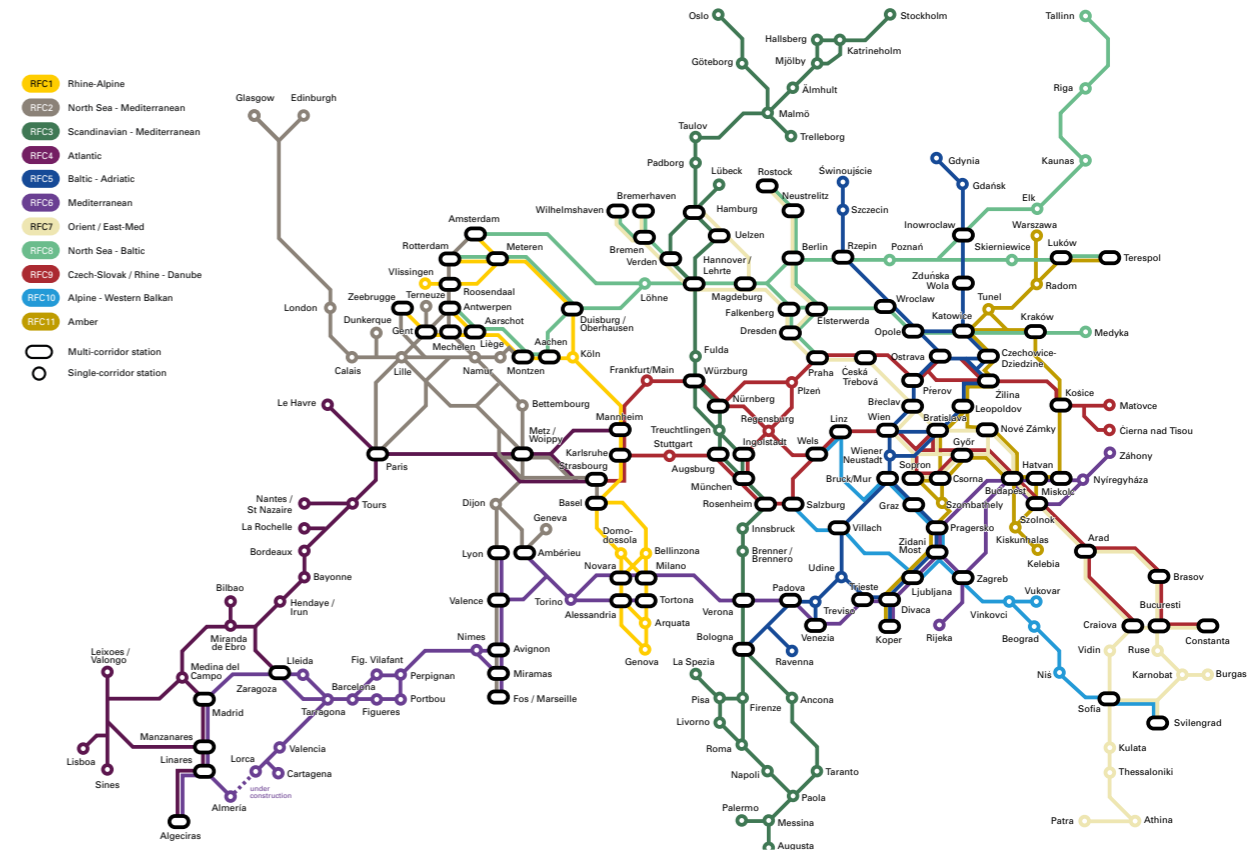 RFC1 Rhine-Alpine
RFC2 North Sea - Mediterranean
RFC3 Scandinavian - Mediterranean
RFC4 Atlantic
RFC5 Baltic - Adriatic
RFC6 Mediterranean
RFC7 Orient / East-Med
RFC8 North Sea - Baltic
RFC9 Czech-Slovak / Rhine - Danube
RFC10 Alpine - Western Balkan
RFC11 Amber
Multi-corridor station
Single-corridor station
Glasgow
Edinburgh
London
Calais
Dunkerque
Lille
Zeebrugge
Terneuze
Gent
Mechelen
Vlissingen
Amsterdam
Rotterdam
Meteren
Roosendaal
Antwerpen
Aarschot
Liège
Namur
Montzen
Aachen
Duisburg /
Oberhausen
Köln
Bettembourg
Metz /
Woippy
Strasbourg
Mannheim
Karlsruhe
Basel
Le Havre
Paris
Nantes /
St Nazaire
Tours
La Rochelle
Bordeaux
Bayonne
Hendaye /
Irun
Bilbao
Miranda
de Ebro
Leixoes /
Valongo
Medina del
Campo
Madrid
Manzanares
Linares
Lisboa
Sines
Algeciras
Almeria
under
construction
Lorca
Cartagena
Valencia
Tarragona
Zaragoza
Lleida
Barcelona
Fig. Vilafant
Figueres
Perpignan
Portbou
Nimes
Avignon
Miramas
Fos / Marseille
Valence
Lyon
Dijon
Geneva
Ambérieu
Torino
Domo-
dossola
Bellinzona
Novara
Milano
Alessandria
Tortona
Arquata
Genova
Oslo
Göteborg
Stockholm
Hallsberg
Katrineholm
Mjölby
Älmhult
Malmö
Trelleborg
Taulov
Padborg
Lübeck
Hamburg
Uelzen
Wilhelmshaven
Bremerhaven
Bremen
Verden
Hannover /
Lehrte
Löhne
Magdeburg
Rostock
Neustrelitz
Berlin
Falkenberg
Elsterwerda
Dresden
Fulda
Frankfurt/Main
Würzburg
Nürnberg
Treuchtlingen
Regensburg
Ingolstadt
Stuttgart
Augsburg
München
Rosenheim
Salzburg
Wels
Linz
Innsbruck
Brenner /
Brennero
Verona
Padova
Bologna
Ravenna
Venezia
Treviso
Udine
Villach
Trieste
La Spezia
Pisa
Livorno
Firenze
Roma
Napoli
Ancona
Taranto
Paola
Palermo
Messina
Augusta
Tallinn
Riga
Kaunas
Elk
Gdynia
Gdańsk
Świnoujście
Szczecin
Inowroclaw
Rzepin
Poznań
Skierniewice
Warszawa
Luków
Terespol
Radom
Zduńska
Wola
Tunel
Wroclaw
Opole
Katowice
Kraków
Medyka
Praha
Plzeń
Česká
Trebová
Ostrava
Czechowice-
Dziedzine
Prerov
Žilina
Breclav
Leopoldov
Košice
Matovce
Čierna nad Tisou
Wien
Bratislava
Nové Zámky
Györ
Wiener
Neustadt
Sopron
Csorna
Hatvan
Záhony
Bruck/Mur
Budapest
Miskolc
Nyíregyháza
Graz
Szombathely
Szolnok
Kiskunhalas
Kelebia
Pragersko
Zidani
Most
Ljubljana
Divaca
Koper
Zagreb
Rijeka
Vinkovci
Vukovar
Beograd
Nis
Sofia
Svilengrad
Arad
Brasov
Bucuresti
Craiova
Constanta
Vidin
Ruse
Karnobat
Burgas
Kulata
Thessaloniki
Patra
Athina